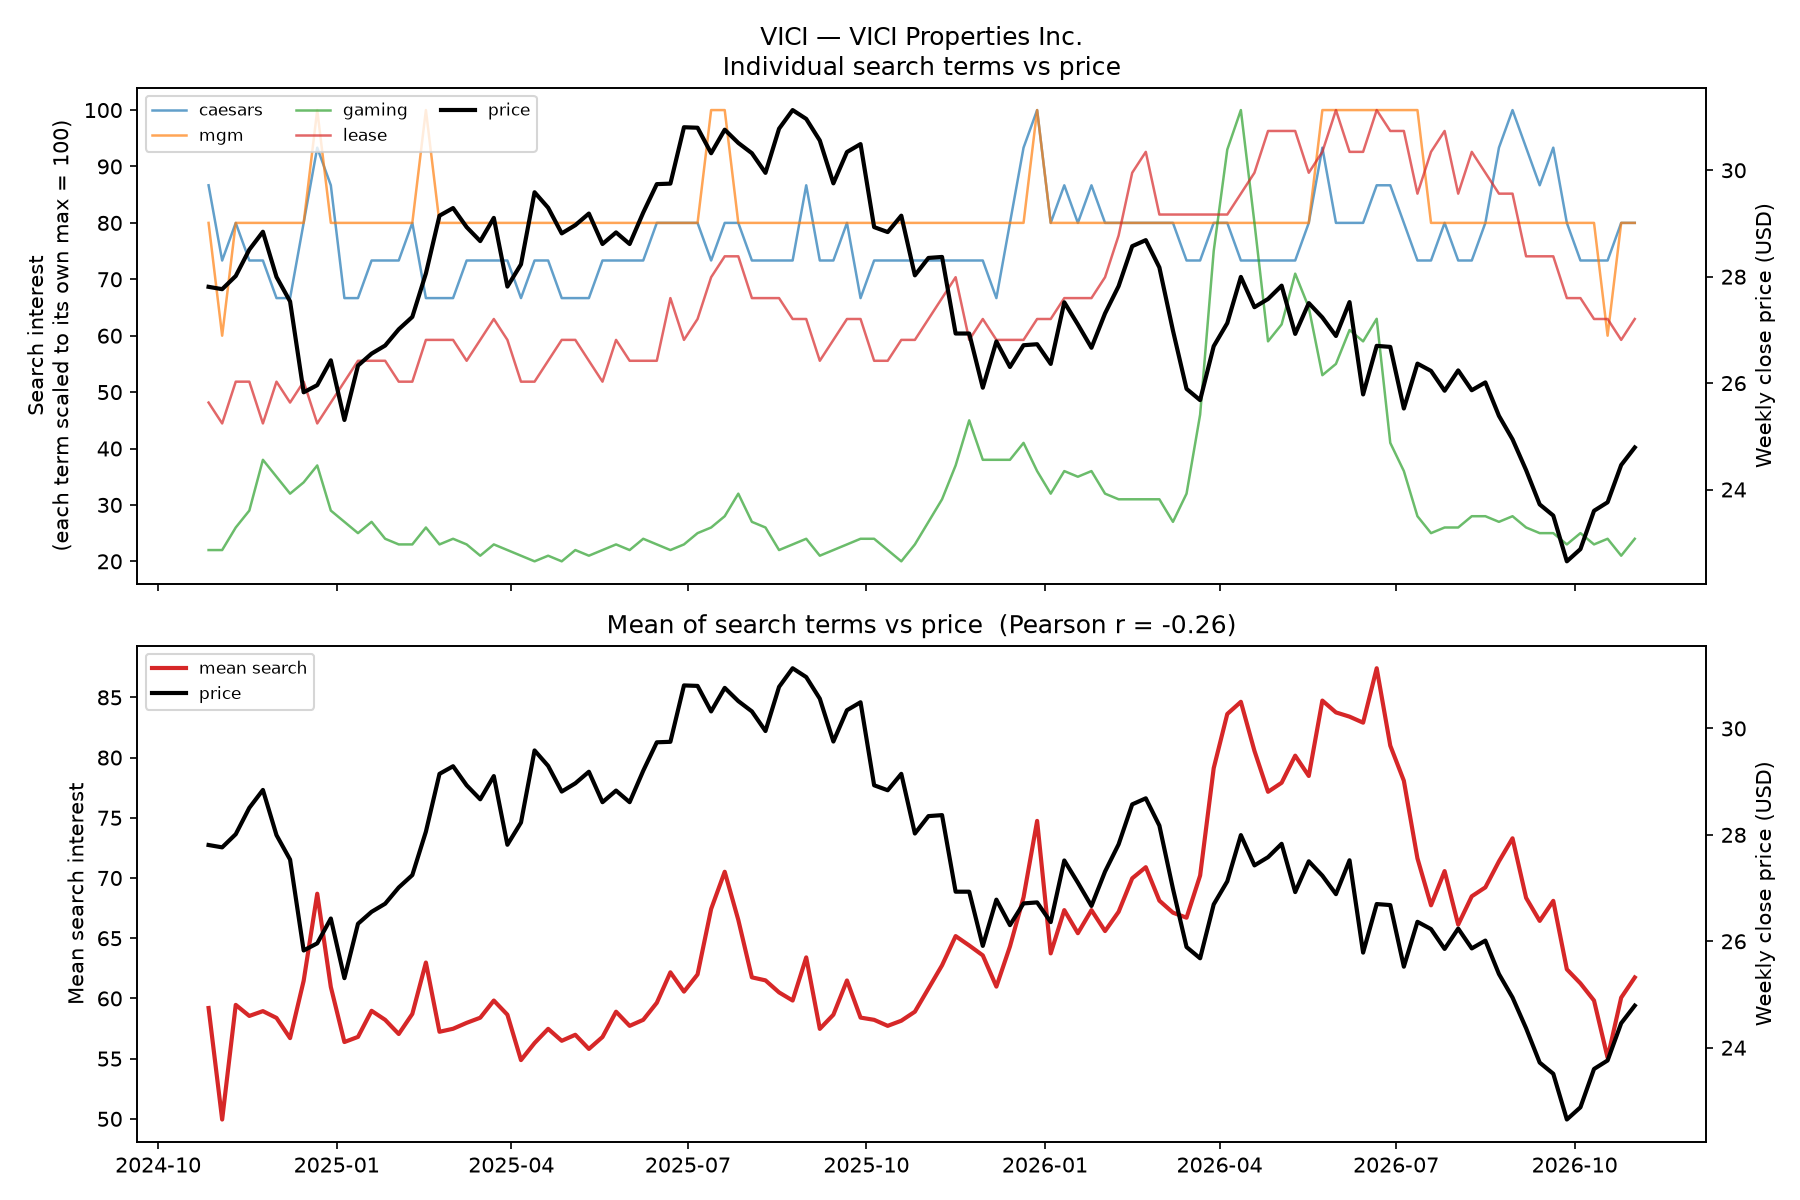 VICI — VICI Properties Inc.
Individual search terms vs price
caesars
mgm
gaming
lease
price
Search interest
(each term scaled to its own max = 100)
100
90
80
70
60
50
40
30
20
30
28
26
24
Weekly close price (USD)
Mean of search terms vs price (Pearson r = -0.26)
mean search
price
Mean search interest
85
80
75
70
65
60
55
50
30
28
26
24
Weekly close price (USD)
2024-10
2025-01
2025-04
2025-07
2025-10
2026-01
2026-04
2026-07
2026-10